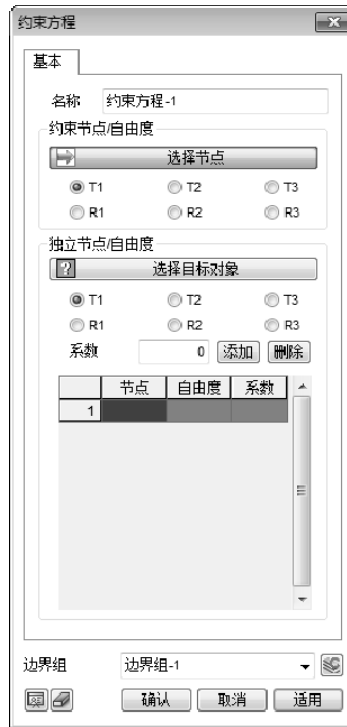 约束方程
基本
名称 约束方程-1
约束节点/自由度
选择节点
T1 T2 T3
R1 R2 R3
独立节点/自由度
? 选择目标对象
T1 T2 T3
R1 R2 R3
系数 0 添加 删除
节点 自由度 系数
1
边界组 边界组-1
确认 取消 适用